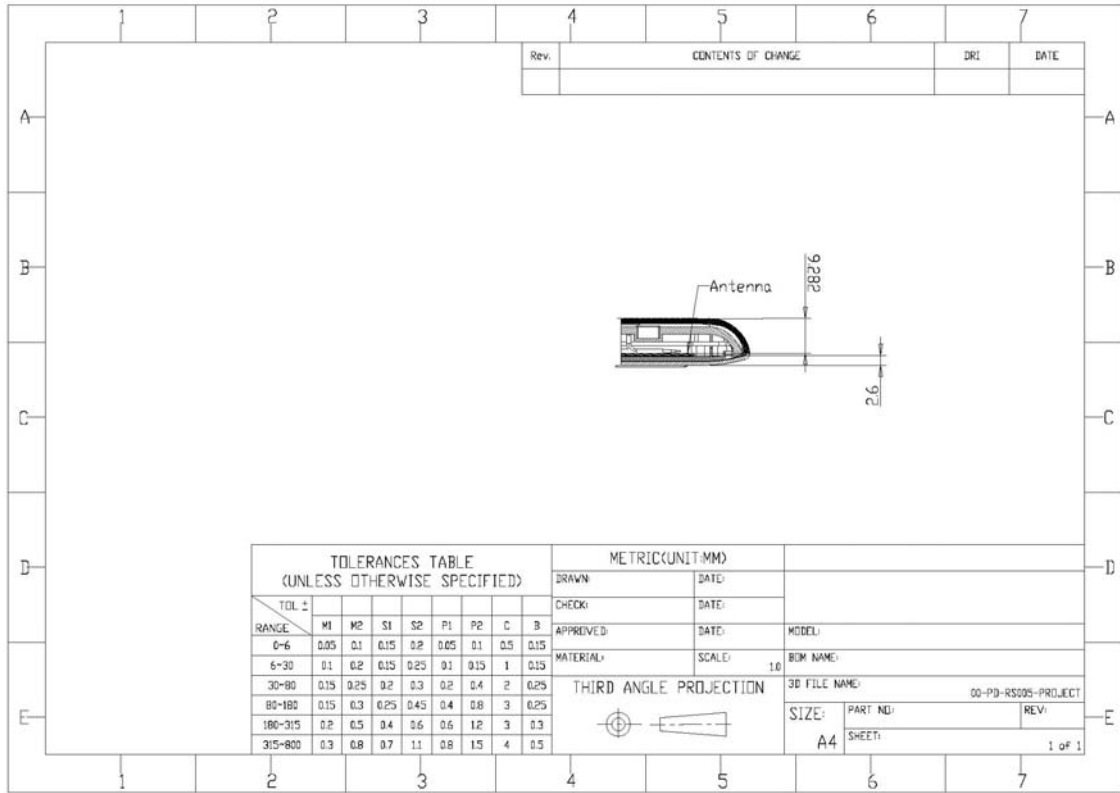 1 2 3 4 5 6 7
Rev. CONTENTS OF CHANGE DRI DATE
A A
B B
9.282
Antenna
2.6
C C
D D
TOLERANCES TABLE
(UNLESS OTHERWISE SPECIFIED)
TOL ±
RANGE M1 M2 S1 S2 P1 P2 C B
0~6 0.05 0.1 0.15 0.2 0.05 0.1 0.5 0.15
6~30 0.1 0.2 0.15 0.25 0.1 0.15 1 0.15
30~80 0.15 0.25 0.2 0.3 0.2 0.4 2 0.25
80~180 0.15 0.3 0.25 0.45 0.4 0.8 3 0.25
180~315 0.2 0.5 0.4 0.6 0.6 1.2 3 0.3
315~800 0.3 0.8 0.7 1.1 0.8 1.5 4 0.5
METRIC(UNIT:MM)
DRAWN: DATE:
CHECK: DATE:
APPROVED: DATE:
MATERIAL: SCALE: 1.0
THIRD ANGLE PROJECTION
MODEL:
BOM NAME:
3D FILE NAME: 00-PD-RS005-PROJECT
SIZE: A4
PART NO: REV:
SHEET: 1 of 1
E E
1 2 3 4 5 6 7